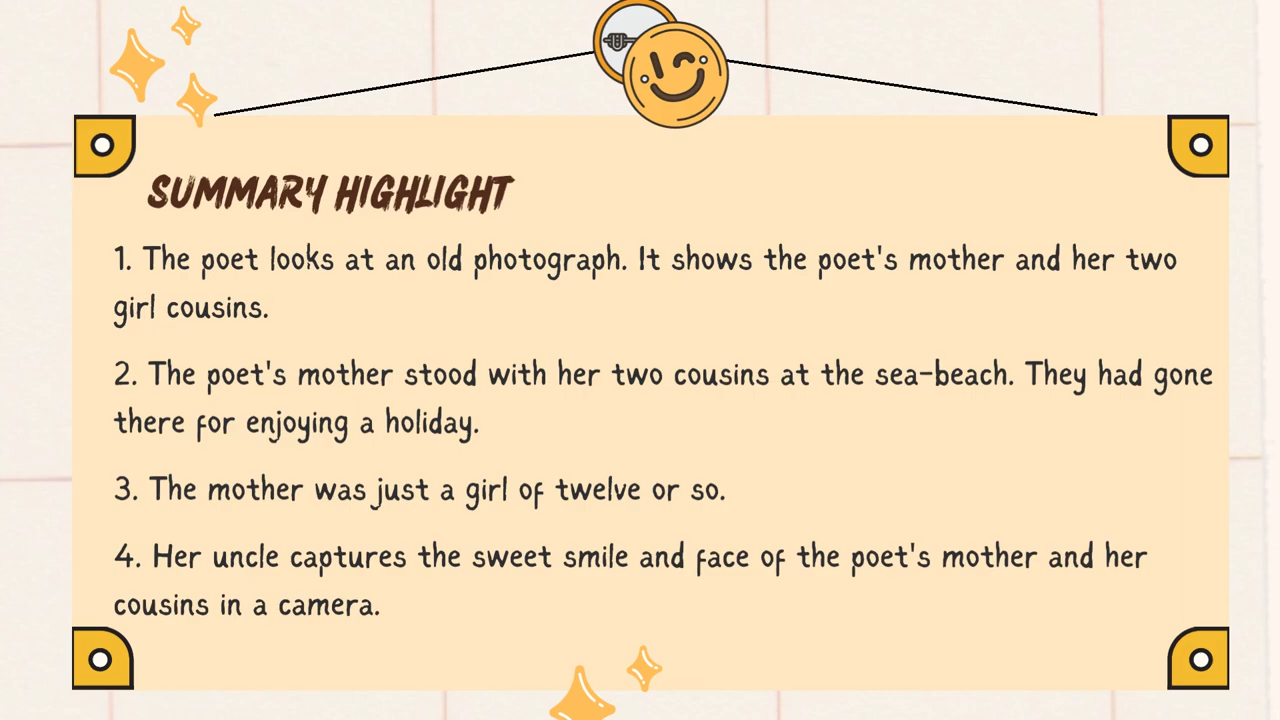 SUMMARY HIGHLIGHT
1. The poet looks at an old photograph. It shows the poet's mother and her two
girl cousins.
2. The poet's mother stood with her two cousins at the sea-beach. They had gone
there for enjoying a holiday.
3. The mother was just a girl of twelve or so.
4. Her uncle captures the sweet smile and face of the poet's mother and her
cousins in a camera.